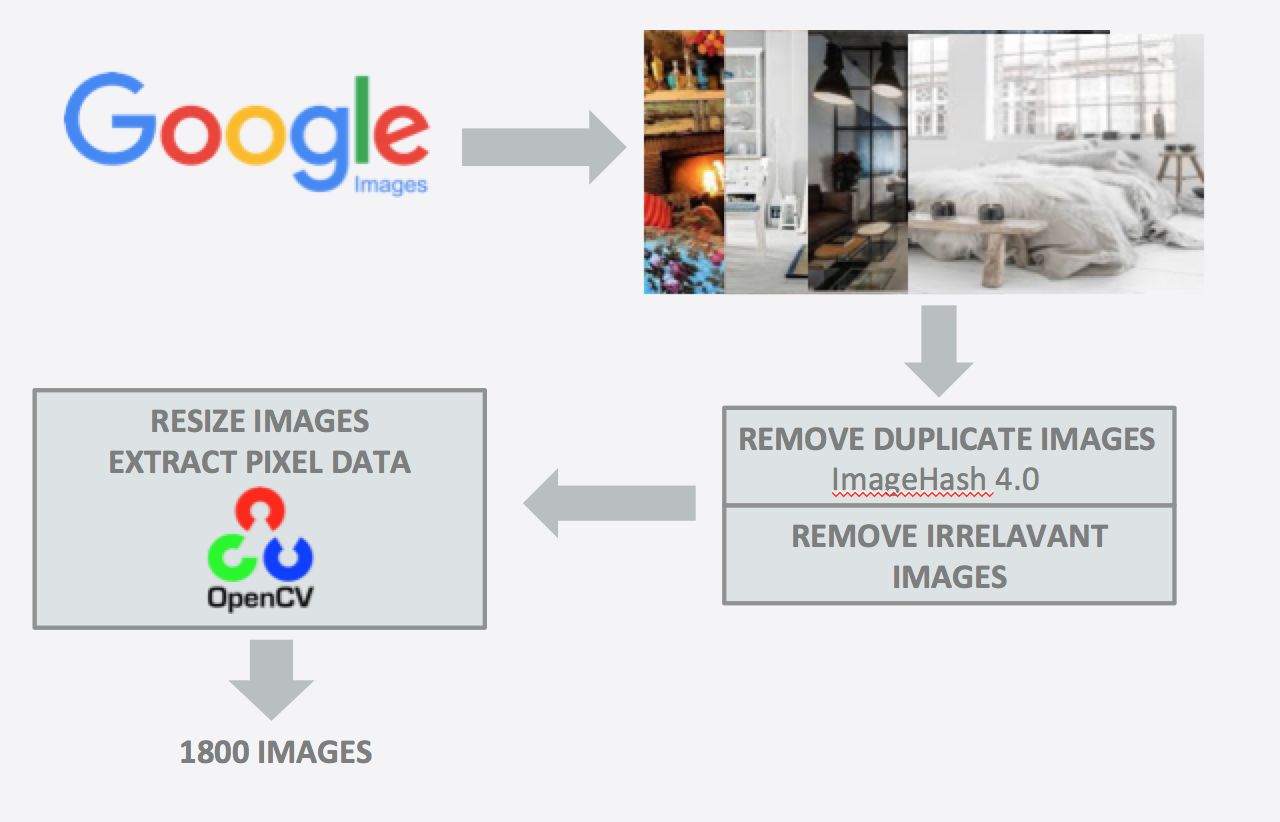 Google
Images
REMOVE DUPLICATE IMAGES
ImageHash 4.0
REMOVE IRRELAVANT
IMAGES
RESIZE IMAGES
EXTRACT PIXEL DATA
OpenCV
1800 IMAGES